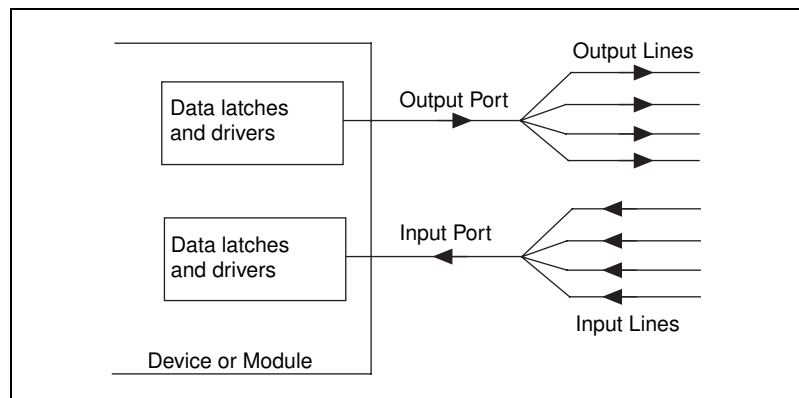 Output Lines
Data latches
and drivers
Output Port
Data latches
and drivers
Input Port
Input Lines
Device or Module